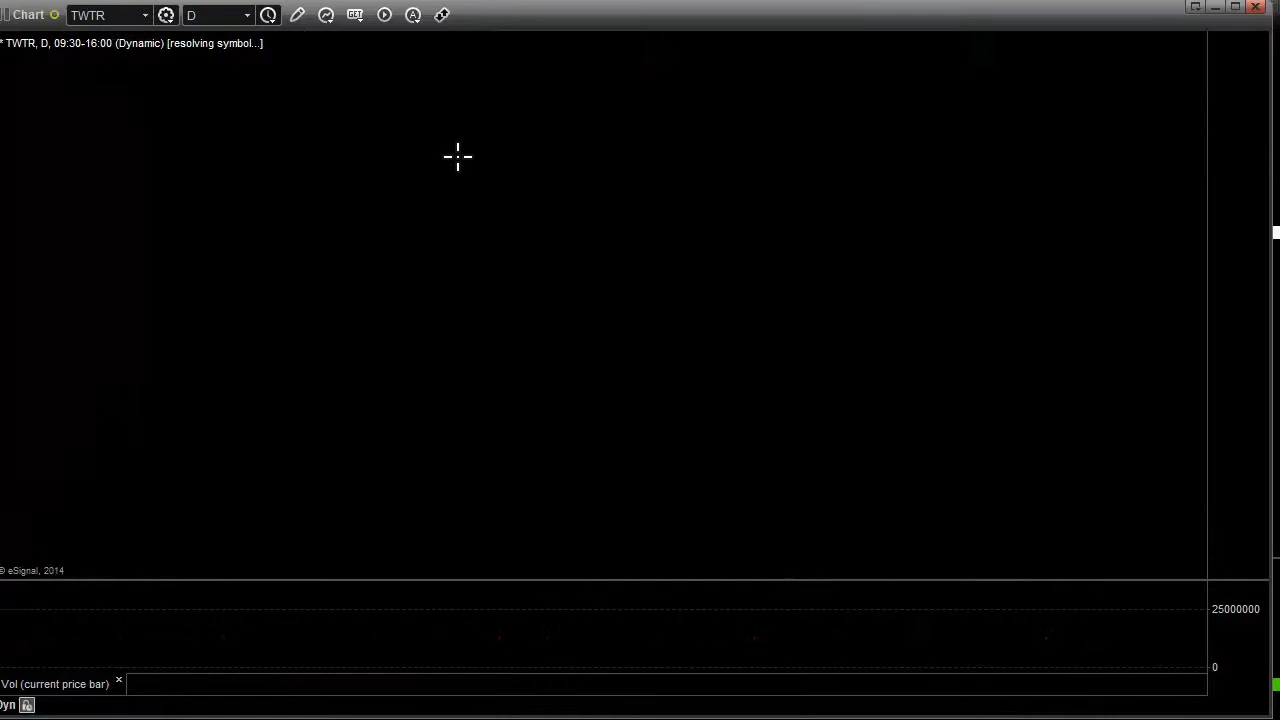 Chart TWTR D GET A
* TWTR, D, 09:30-16:00 (Dynamic) [resolving symbol...]
© eSignal, 2014
25000000
0
Vol (current price bar) ×
Dyn